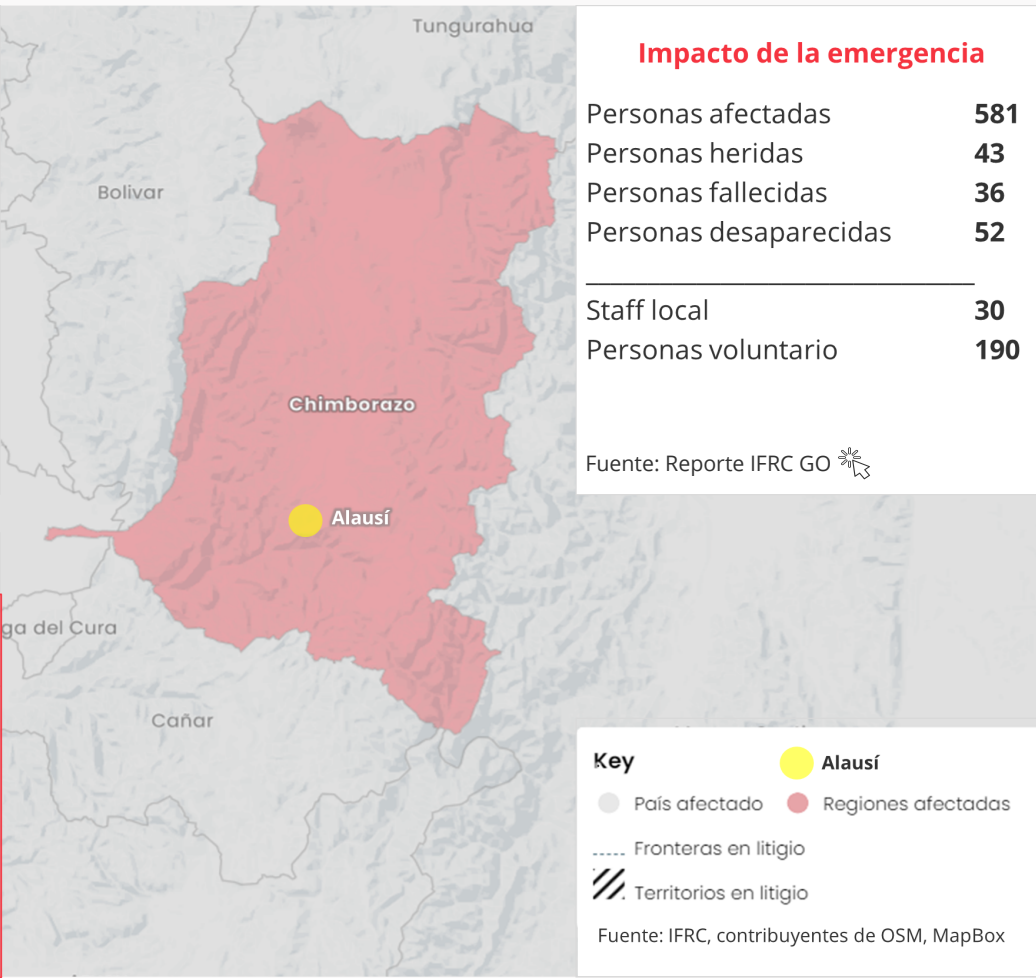 Tungurahua
Bolivar
Chimborazo
Alausí
ga del Cura
Cañar
Impacto de la emergencia
Personas afectadas 581
Personas heridas 43
Personas fallecidas 36
Personas desaparecidas 52
Staff local 30
Personas voluntario 190
Fuente: Reporte IFRC GO
Key
Alausí
País afectado
Regiones afectadas
Fronteras en litigio
Territorios en litigio
Fuente: IFRC, contribuyentes de OSM, MapBox